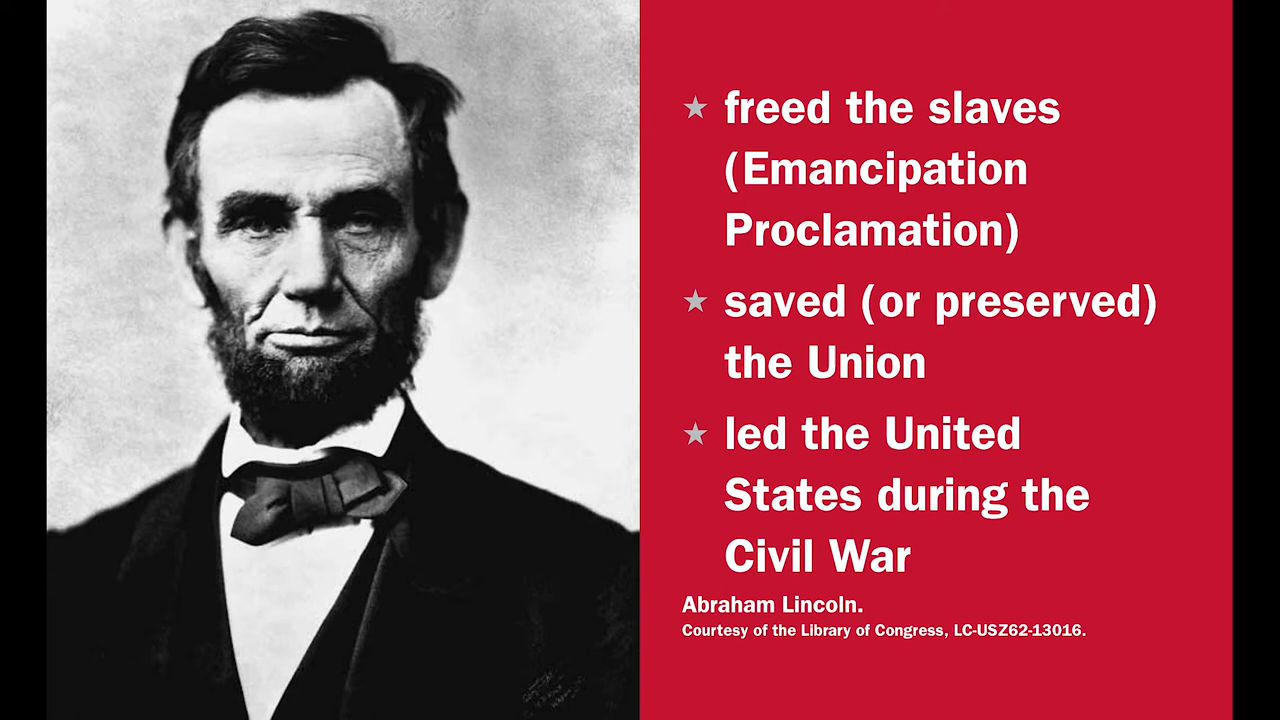 freed the slaves
(Emancipation
Proclamation)
saved (or preserved)
the Union
led the United
States during the
Civil War
Abraham Lincoln.
Courtesy of the Library of Congress, LC-USZ62-13016.